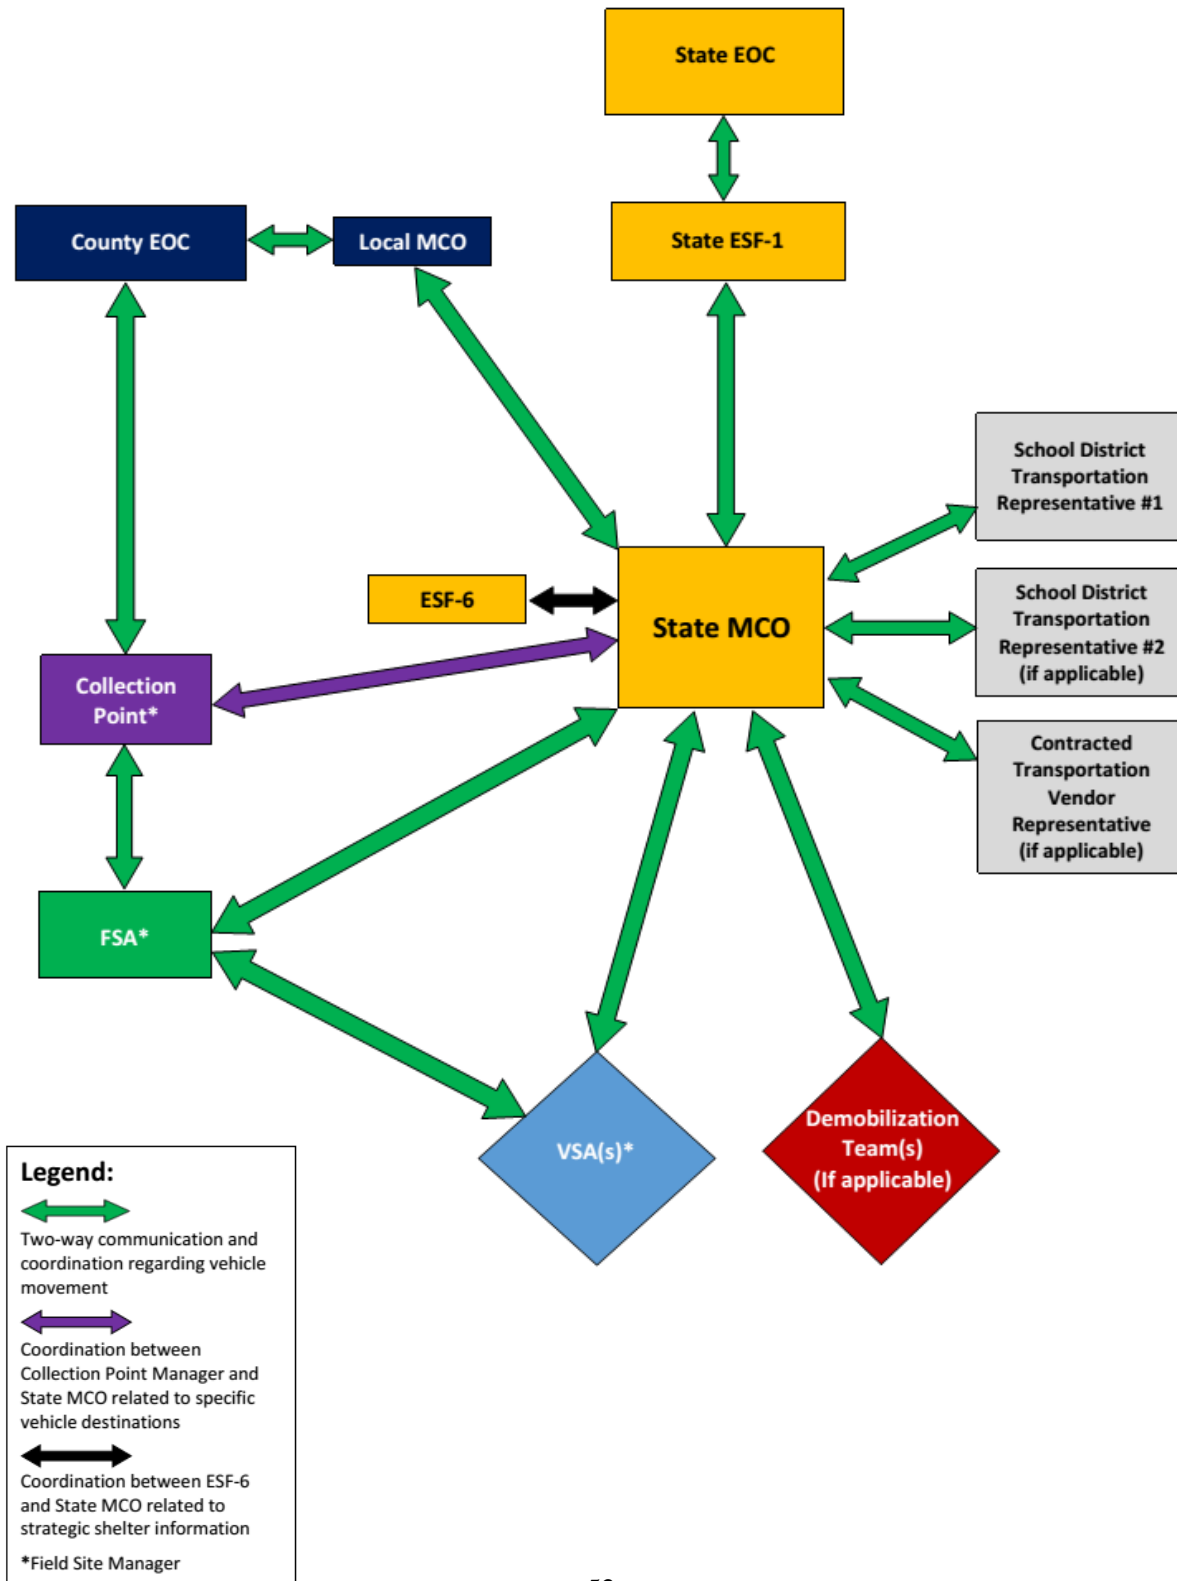 State EOC
County EOC
Local MCO
State ESF-1
School District
Transportation
Representative #1
ESF-6
State MCO
School District
Transportation
Representative #2
(if applicable)
Collection
Point*
Contracted
Transportation
Vendor
Representative
(if applicable)
FSA*
VSA(s)*
Demobilization
Team(s)
(If applicable)
Legend:
Two-way communication and
coordination regarding vehicle
movement
Coordination between
Collection Point Manager and
State MCO related to specific
vehicle destinations
Coordination between ESF-6
and State MCO related to
strategic shelter information
*Field Site Manager